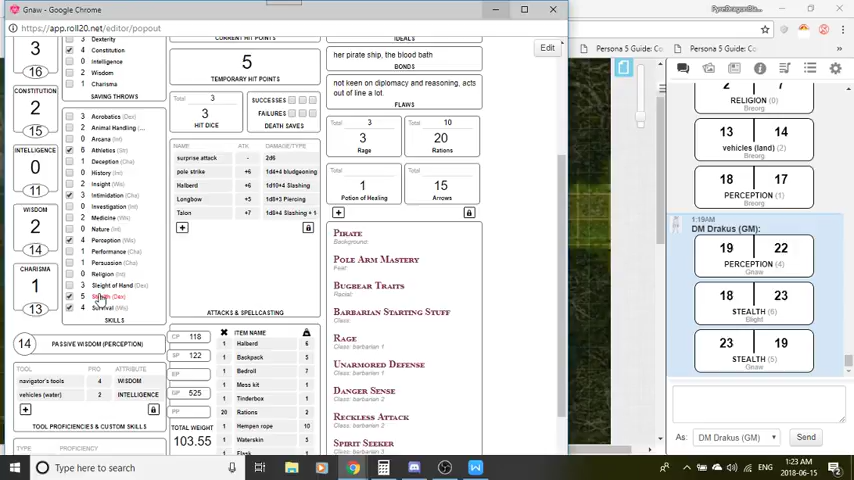 Gnaw - Google Chrome
https://app.roll20.net/editor/popout
Edit
3
16
CONSTITUTION
2
15
INTELLIGENCE
0
11
WISDOM
2
14
CHARISMA
1
13
3 Dexterity
4 Constitution
0 Intelligence
2 Wisdom
1 Charisma
SAVING THROWS
3 Acrobatics (Dex)
2 Animal Handling (...
0 Arcana (Int)
6 Athletics (Str)
1 Deception (Cha)
0 History (Int)
2 Insight (Wis)
3 Intimidation (Cha)
0 Investigation (Int)
2 Medicine (Wis)
0 Nature (Int)
4 Perception (Wis)
1 Performance (Cha)
1 Persuasion (Cha)
0 Religion (Int)
3 Sleight of Hand (Dex)
5 Stealth (Dex)
4 Survival (Wis)
SKILLS
14 PASSIVE WISDOM (PERCEPTION)
TOOL PRO ATTRIBUTE
navigator's tools 4 WISDOM
vehicles (water) 2 INTELLIGENCE
TOOL PROFICIENCIES & CUSTOM SKILLS
TYPE PROFICIENCY
CURRENT HIT POINTS
5
TEMPORARY HIT POINTS
Total 3
3
HIT DICE
SUCCESSES
FAILURES
DEATH SAVES
NAME ATK DAMAGE/TYPE
surprise attack - 2d6
pole strike +6 1d4+4 bludgeoning
Halberd +6 1d10+4 Slashing
Longbow +5 1d8+3 Piercing
Talon +7 1d8+4 Slashing + 1
ATTACKS & SPELLCASTING
CP 118
SP 122
EP
GP 525
PP
TOTAL WEIGHT
103.55
ITEM NAME
1 Halberd 6
1 Backpack 5
1 Bedroll 7
1 Mess kit 1
1 Tinderbox 1
20 Rations 2
1 Hempen rope 10
1 Waterskin 5
IDEALS
her pirate ship, the blood bath
BONDS
not keen on diplomacy and reasoning, acts
out of line a lot.
FLAWS
Total 3
3
Rage
Total 10
20
Rations
Total
1
Potion of Healing
Total
15
Arrows
PIRATE
Background:
POLE ARM MASTERY
Feat:
BUGBEAR TRAITS
Racial:
BARBARIAN STARTING STUFF
Class: barbarian 1
RAGE
Class: barbarian 1
UNARMORED DEFENSE
Class: barbarian 1
DANGER SENSE
Class: barbarian 2
RECKLESS ATTACK
Class: barbarian 2
SPIRIT SEEKER
Persona 5 Guide: Co
Persona 5 Guide: Co
2 7
RELIGION (0)
Breorg
13 14
vehicles (land) (2)
Breorg
18 17
PERCEPTION (1)
Breorg
1:19AM
DM Drakus (GM):
19 22
PERCEPTION (4)
Gnaw
18 23
STEALTH (6)
Blight
23 19
STEALTH (5)
Gnaw
As: DM Drakus (GM) Send
Type here to search
ENG
1:23 AM
2018-06-15
2